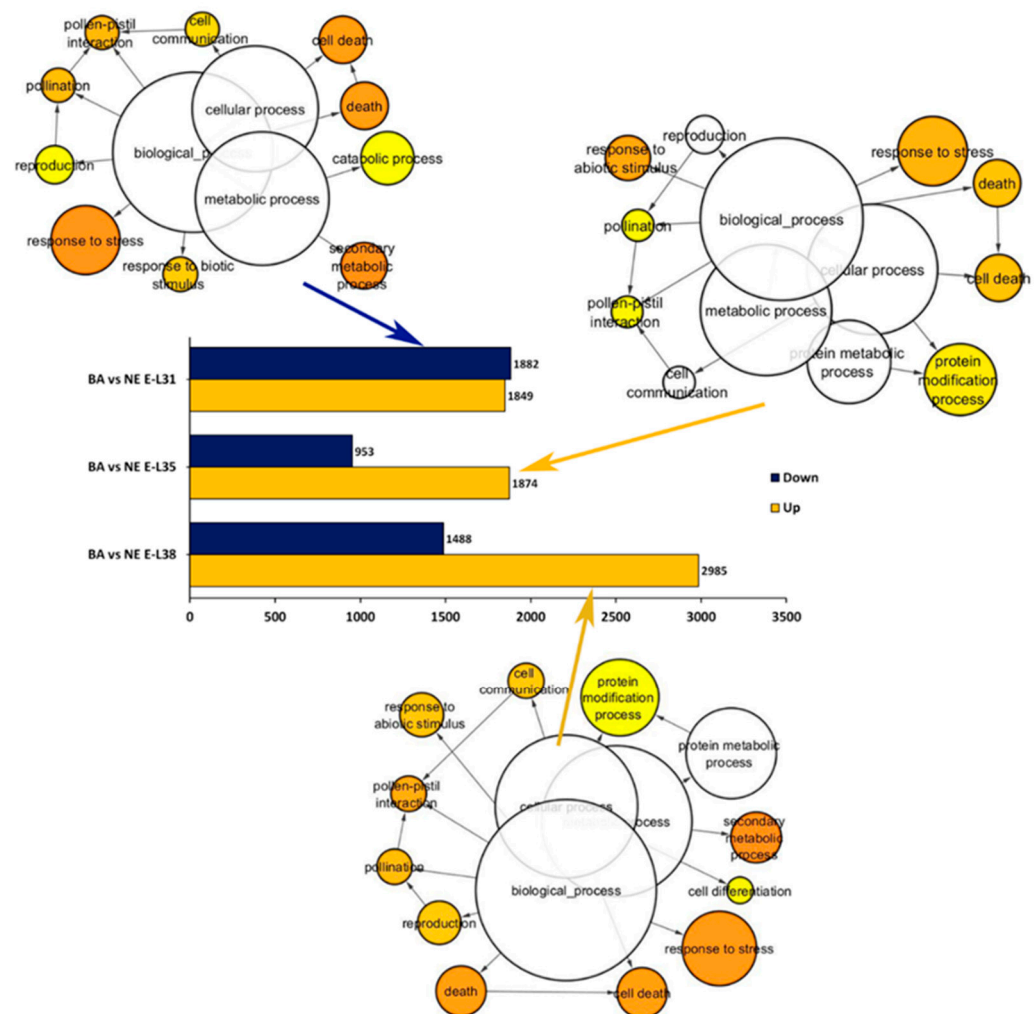 pollen-pistil
interaction
cell
communication
cell death
pollination
cellular process
death
biological_process
catabolic process
reproduction
metabolic process
response to stress
response to biotic
stimulus
secondary
metabolic
process
reproduction
response to
abiotic stimulus
response to stress
death
pollination
biological_process
cellular process
cell death
pollen-pistil
interaction
metabolic process
protein metabolic
process
protein
modification
process
cell
communication
BA vs NE E-L31
1882
1849
BA vs NE E-L35
953
1874
BA vs NE E-L38
1488
2985
Down
Up
0 500 1000 1500 2000 2500 3000 3500
cell
communication
protein
modification
process
response to
abiotic stimulus
protein metabolic
process
pollen-pistil
interaction
cellular process
metabolic process
secondary
metabolic
process
pollination
biological_process
cell differentiation
reproduction
response to stress
death
cell death